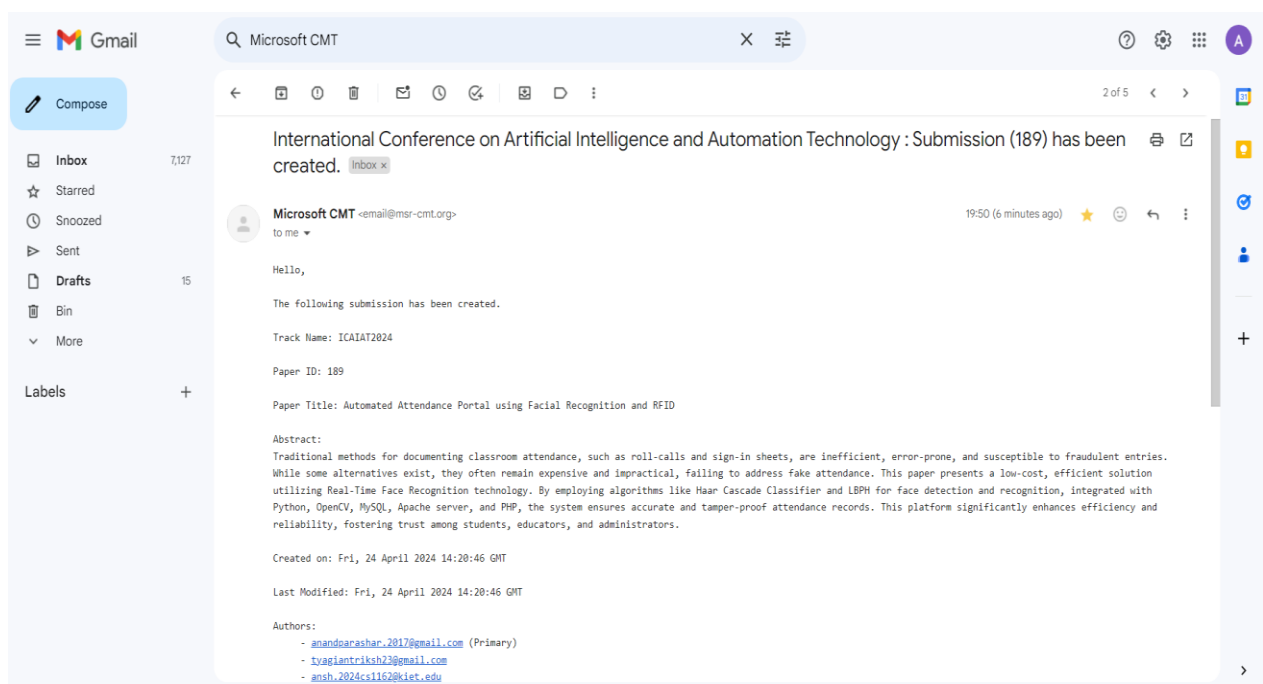 Gmail
Microsoft CMT
A
Compose
2 of 5
31
International Conference on Artificial Intelligence and Automation Technology : Submission (189) has been
created. Inbox ×
Inbox 7,127
Starred
Snoozed
Sent
Drafts 15
Bin
More
Labels
Microsoft CMT <email@msr-cmt.org>
19:50 (6 minutes ago)
to me
Hello,
The following submission has been created.
Track Name: ICAIAT2024
Paper ID: 189
Paper Title: Automated Attendance Portal using Facial Recognition and RFID
Abstract:
Traditional methods for documenting classroom attendance, such as roll-calls and sign-in sheets, are inefficient, error-prone, and susceptible to fraudulent entries.
While some alternatives exist, they often remain expensive and impractical, failing to address fake attendance. This paper presents a low-cost, efficient solution
utilizing Real-Time Face Recognition technology. By employing algorithms like Haar Cascade Classifier and LBPH for face detection and recognition, integrated with
Python, OpenCV, MySQL, Apache server, and PHP, the system ensures accurate and tamper-proof attendance records. This platform significantly enhances efficiency and
reliability, fostering trust among students, educators, and administrators.
Created on: Fri, 24 April 2024 14:20:46 GMT
Last Modified: Fri, 24 April 2024 14:20:46 GMT
Authors:
- anandparashar.2017@gmail.com (Primary)
- tyagiantriksh23@gmail.com
- ansh.2024cs1162@kiet.edu